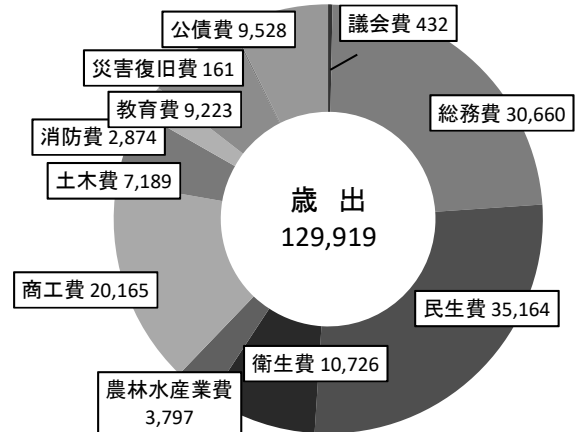 公債費 9,528
議会費 432
災害復旧費 161
教育費 9,223
総務費 30,660
消防費 2,874
土木費 7,189
歳 出
129,919
商工費 20,165
民生費 35,164
衛生費 10,726
農林水産業費
3,797